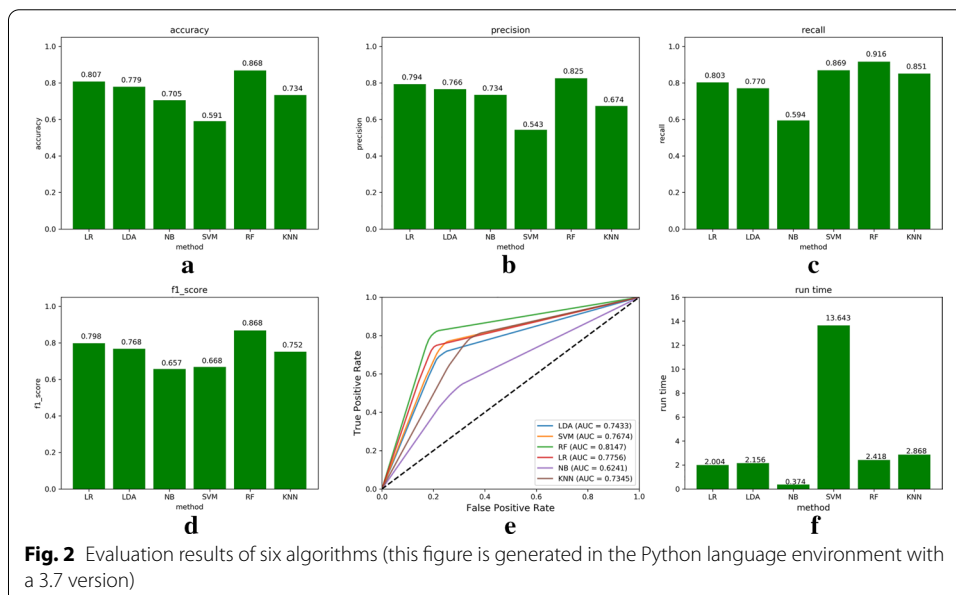 accuracy
1.0
0.8
0.6
0.4
0.2
0.0
accuracy
0.807
0.779
0.705
0.591
0.868
0.734
LR LDA NB SVM RF KNN
method
a
precision
1.0
0.8
0.6
0.4
0.2
0.0
precision
0.794
0.766
0.734
0.543
0.825
0.674
LR LDA NB SVM RF KNN
method
b
recall
1.0
0.8
0.6
0.4
0.2
0.0
recall
0.803
0.770
0.594
0.869
0.916
0.851
LR LDA NB SVM RF KNN
method
c
f1_score
1.0
0.8
0.6
0.4
0.2
0.0
f1_score
0.798
0.768
0.657
0.668
0.868
0.752
LR LDA NB SVM RF KNN
method
d
1.0
0.8
0.6
0.4
0.2
0.0
True Positive Rate
LDA (AUC = 0.7433)
SVM (AUC = 0.7674)
RF (AUC = 0.8147)
LR (AUC = 0.7756)
NB (AUC = 0.6241)
KNN (AUC = 0.7345)
0.0 0.2 0.4 0.6 0.8 1.0
False Positive Rate
e
run time
16
14
12
10
8
6
4
2
0
run time
2.004
2.156
0.374
13.643
2.418
2.868
LR LDA NB SVM RF KNN
method
f
Fig. 2 Evaluation results of six algorithms (this figure is generated in the Python language environment with
a 3.7 version)